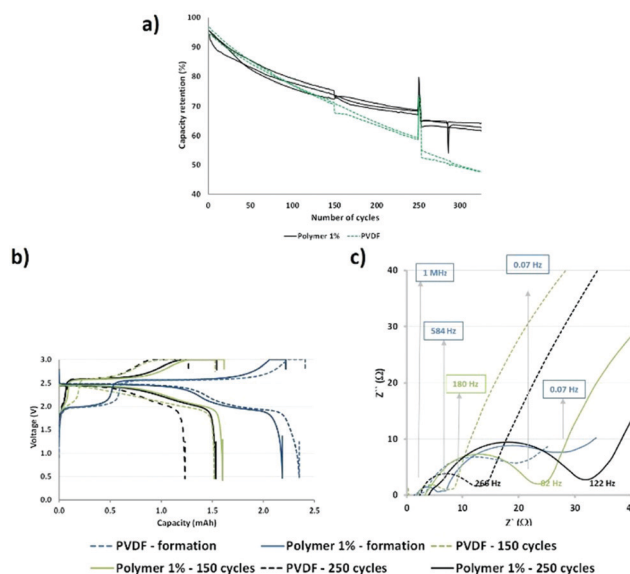 a)
Capacity retention (%)
100
90
80
70
60
50
40
0 50 100 150 200 250 300
Number of cycles
Polymer 1% PVDF
b)
Voltage (V)
3.0
2.5
2.0
1.5
1.0
0.5
0.0
0.0 0.5 1.0 1.5 2.0 2.5
Capacity (mAh)
c)
Z´´ (Ω)
40
30
20
10
0
1 MHz
0.07 Hz
584 Hz
180 Hz
0.07 Hz
266 Hz
82 Hz
122 Hz
0 10 20 30 40
Z´ (Ω)
PVDF - formation Polymer 1% - formation PVDF - 150 cycles
Polymer 1% - 150 cycles PVDF - 250 cycles Polymer 1% - 250 cycles